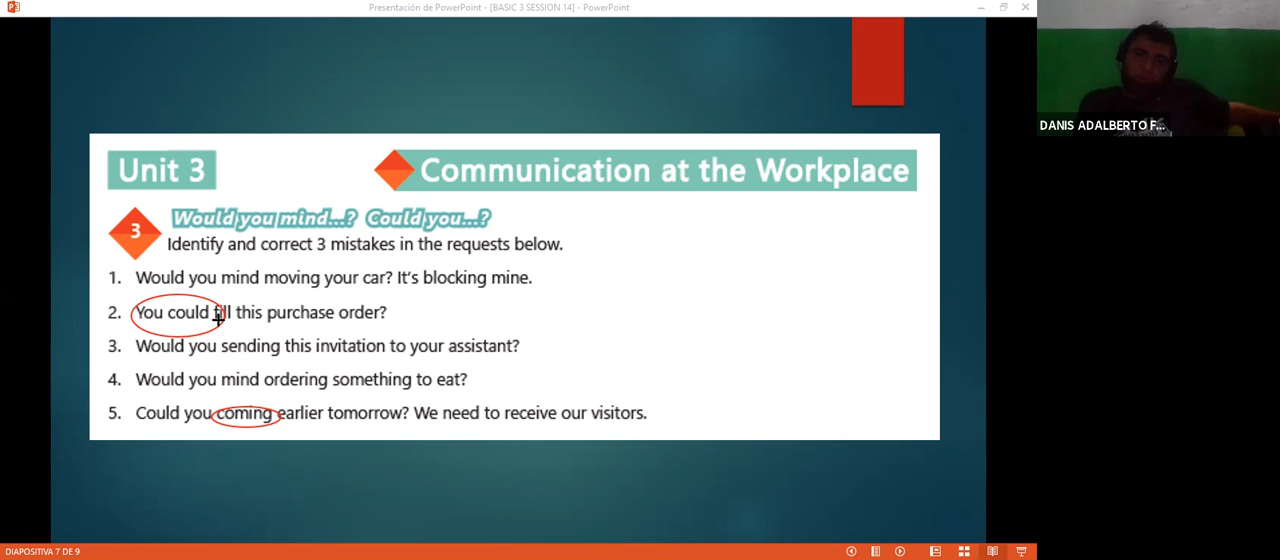 Presentación de PowerPoint - [BASIC 3 SESSION 14] - PowerPoint
DANIS ADALBERTO F...
Unit 3
Communication at the Workplace
3
Would you mind...? Could you...?
Identify and correct 3 mistakes in the requests below.
1. Would you mind moving your car? It's blocking mine.
2. You could fill this purchase order?
3. Would you sending this invitation to your assistant?
4. Would you mind ordering something to eat?
5. Could you coming earlier tomorrow? We need to receive our visitors.
DIAPOSITIVA 7 DE 9